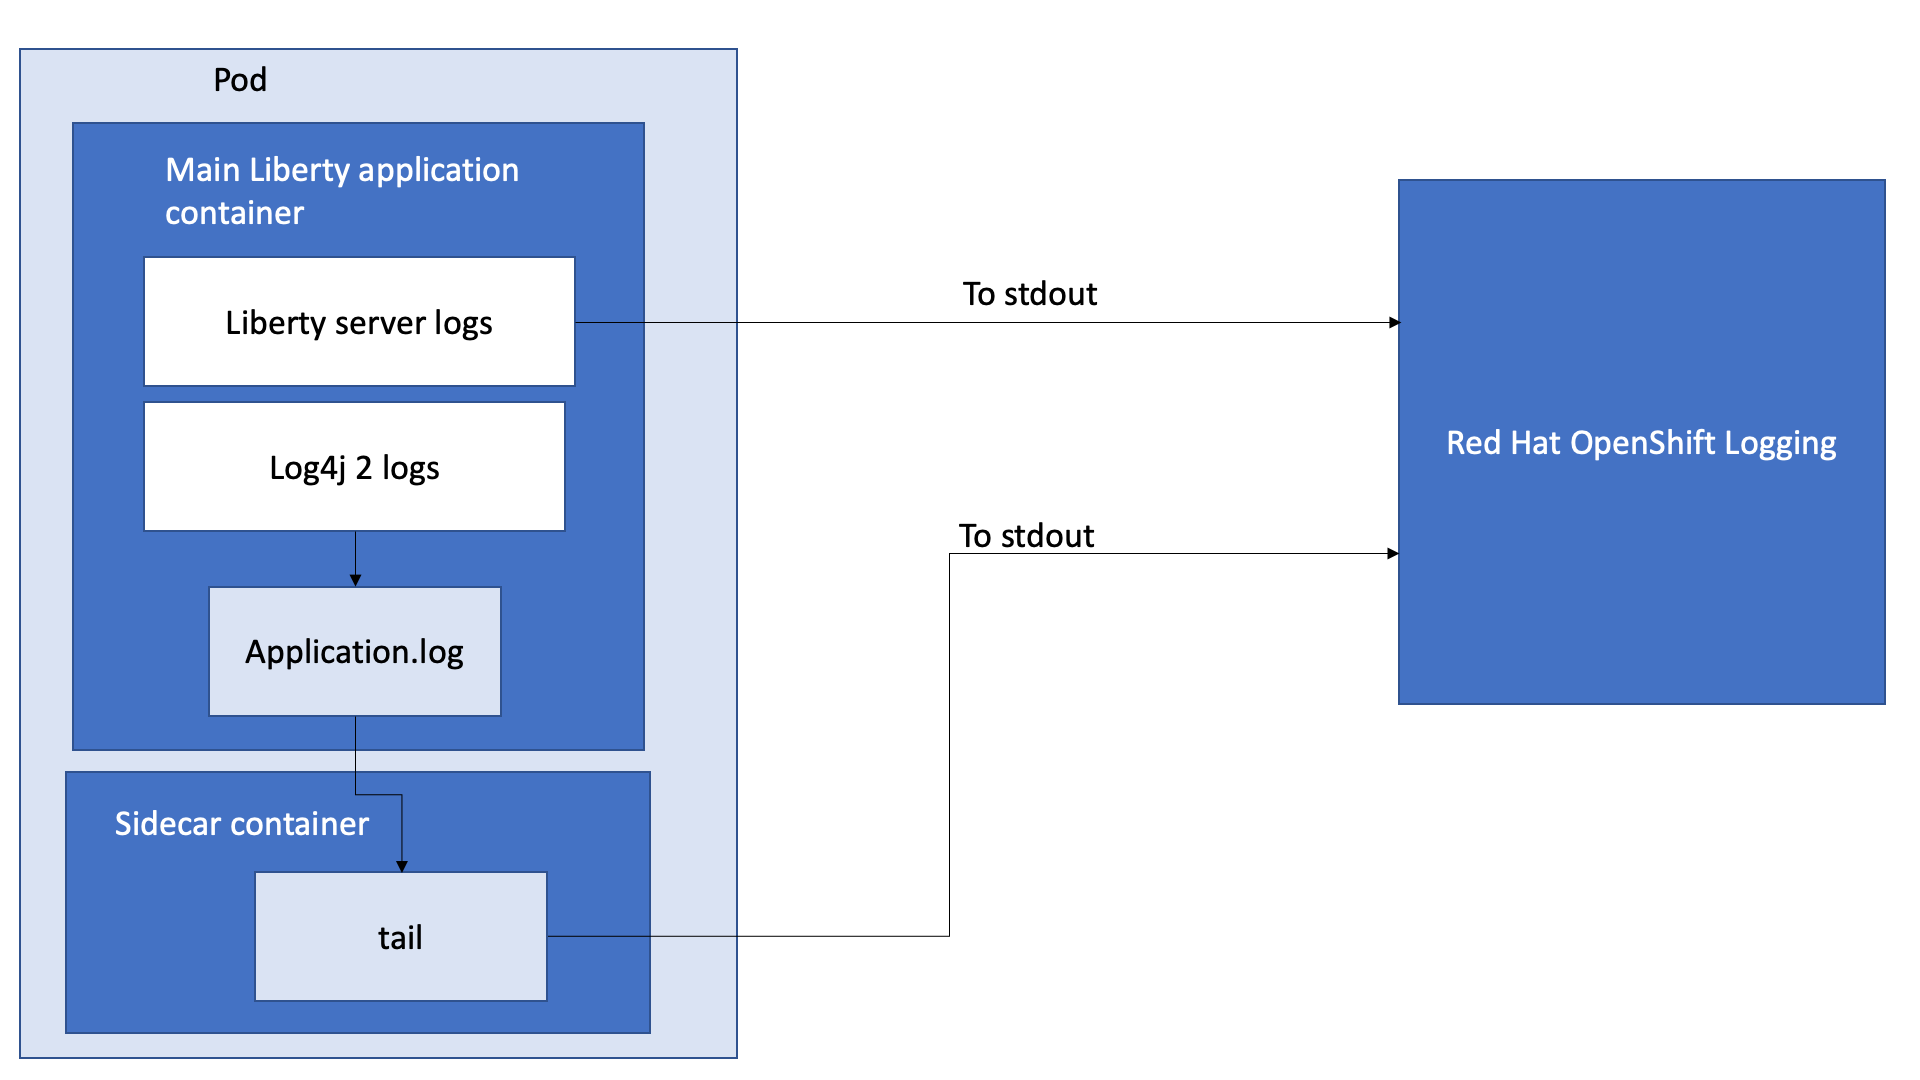 Pod
Main Liberty application
container
Liberty server logs
Log4j 2 logs
Application.log
Sidecar container
tail
To stdout
To stdout
Red Hat OpenShift Logging